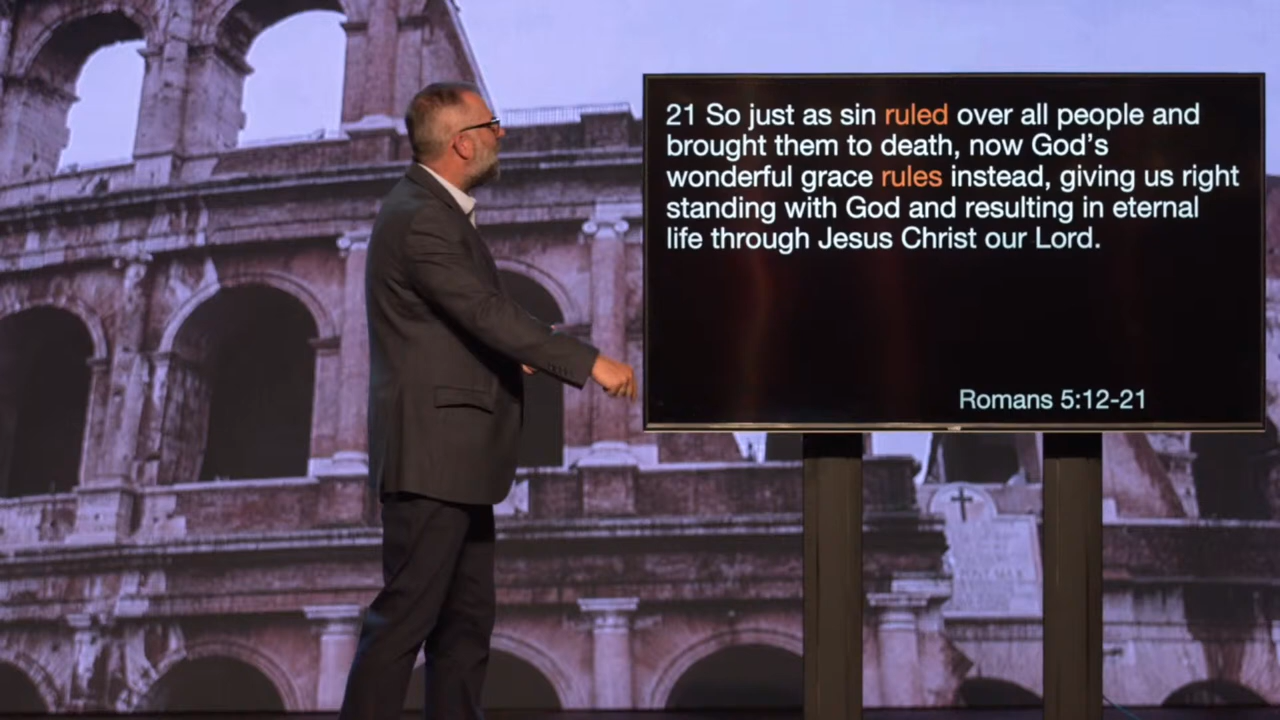 21 So just as sin ruled over all people and
brought them to death, now God's
wonderful grace rules instead, giving us right
standing with God and resulting in eternal
life through Jesus Christ our Lord.
Romans 5:12-21